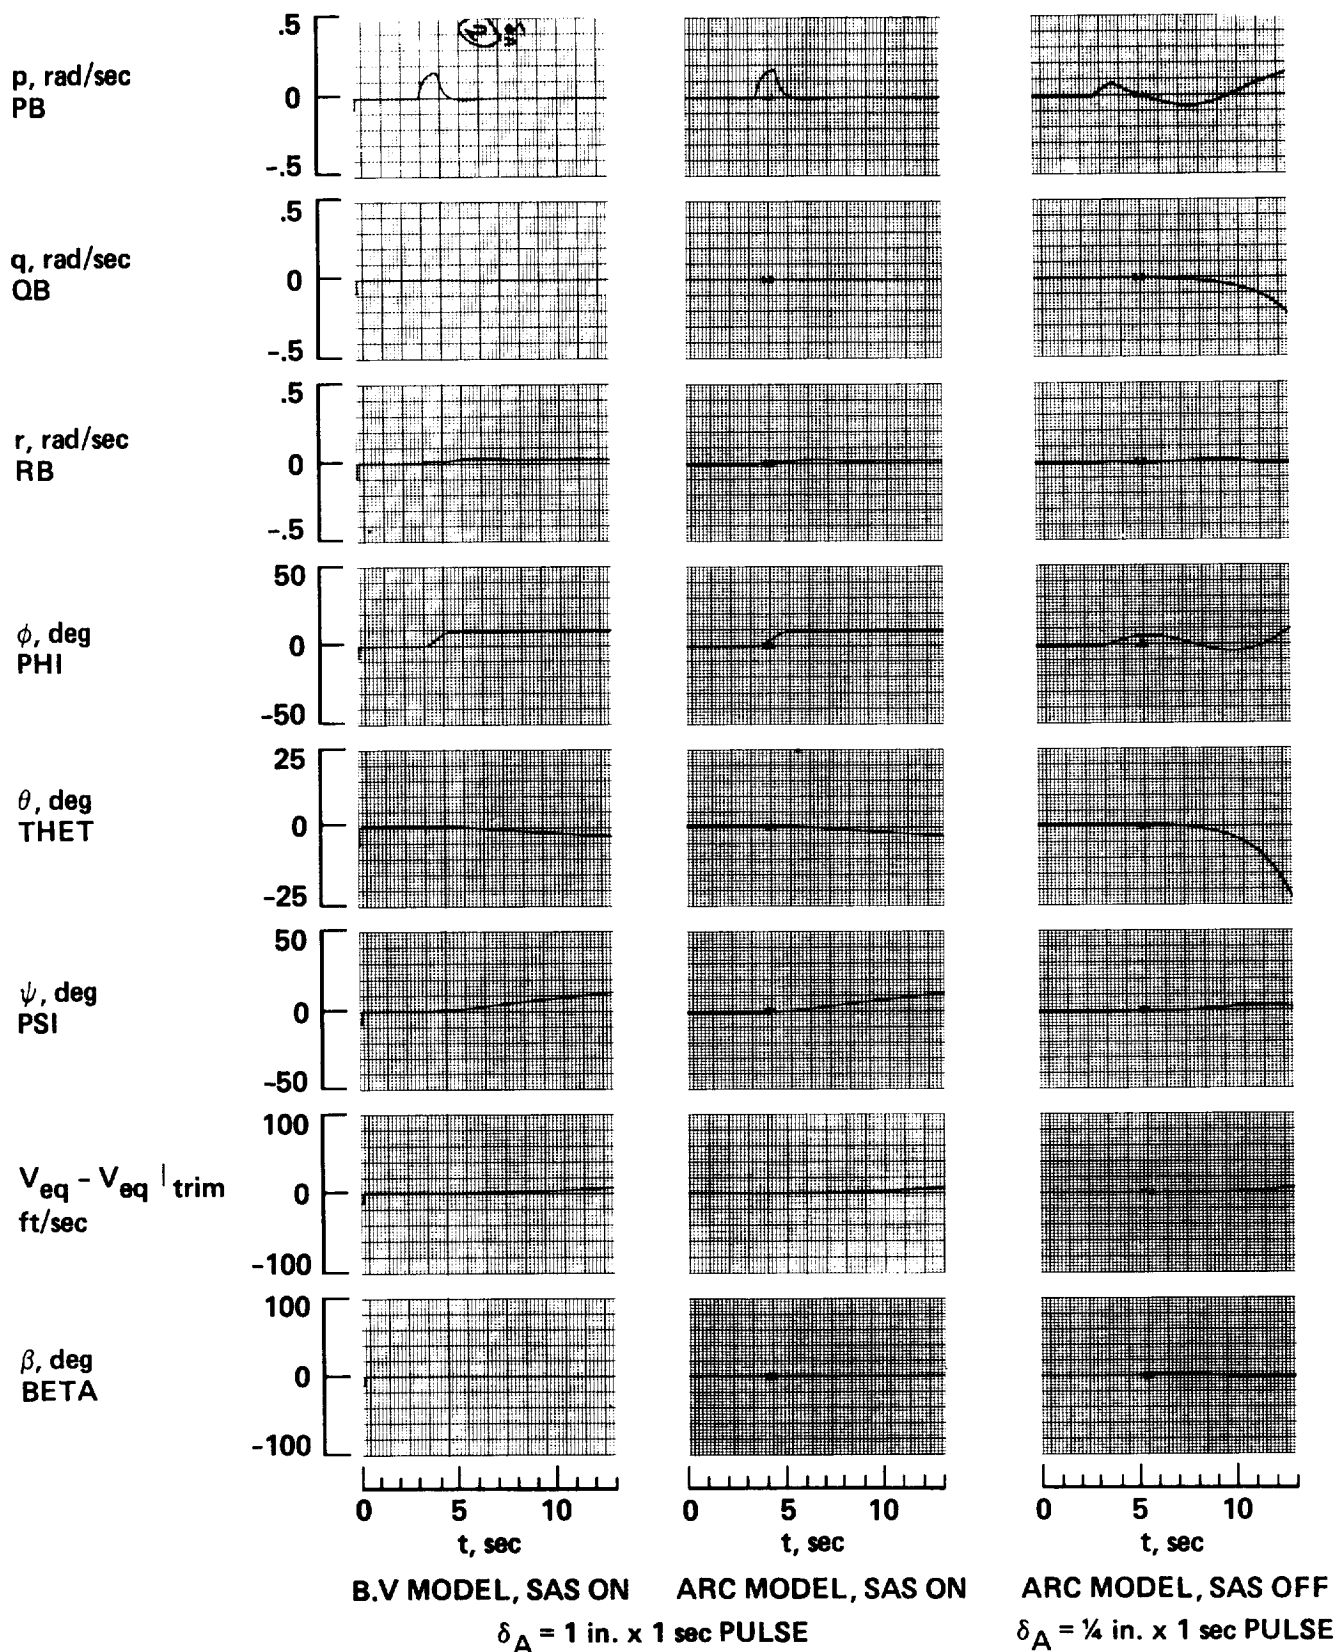 p, rad/sec
PB
.5
0
-.5
q, rad/sec
QB
.5
0
-.5
r, rad/sec
RB
.5
0
-.5
φ, deg
PHI
50
0
-50
θ, deg
THET
25
0
-25
ψ, deg
PSI
50
0
-50
V_eq - V_eq |_trim
ft/sec
100
0
-100
β, deg
BETA
100
0
-100
0 5 10
t, sec
0 5 10
t, sec
0 5 10
t, sec
B.V MODEL, SAS ON
ARC MODEL, SAS ON
ARC MODEL, SAS OFF
δ_A = 1 in. x 1 sec PULSE
δ_A = ¼ in. x 1 sec PULSE